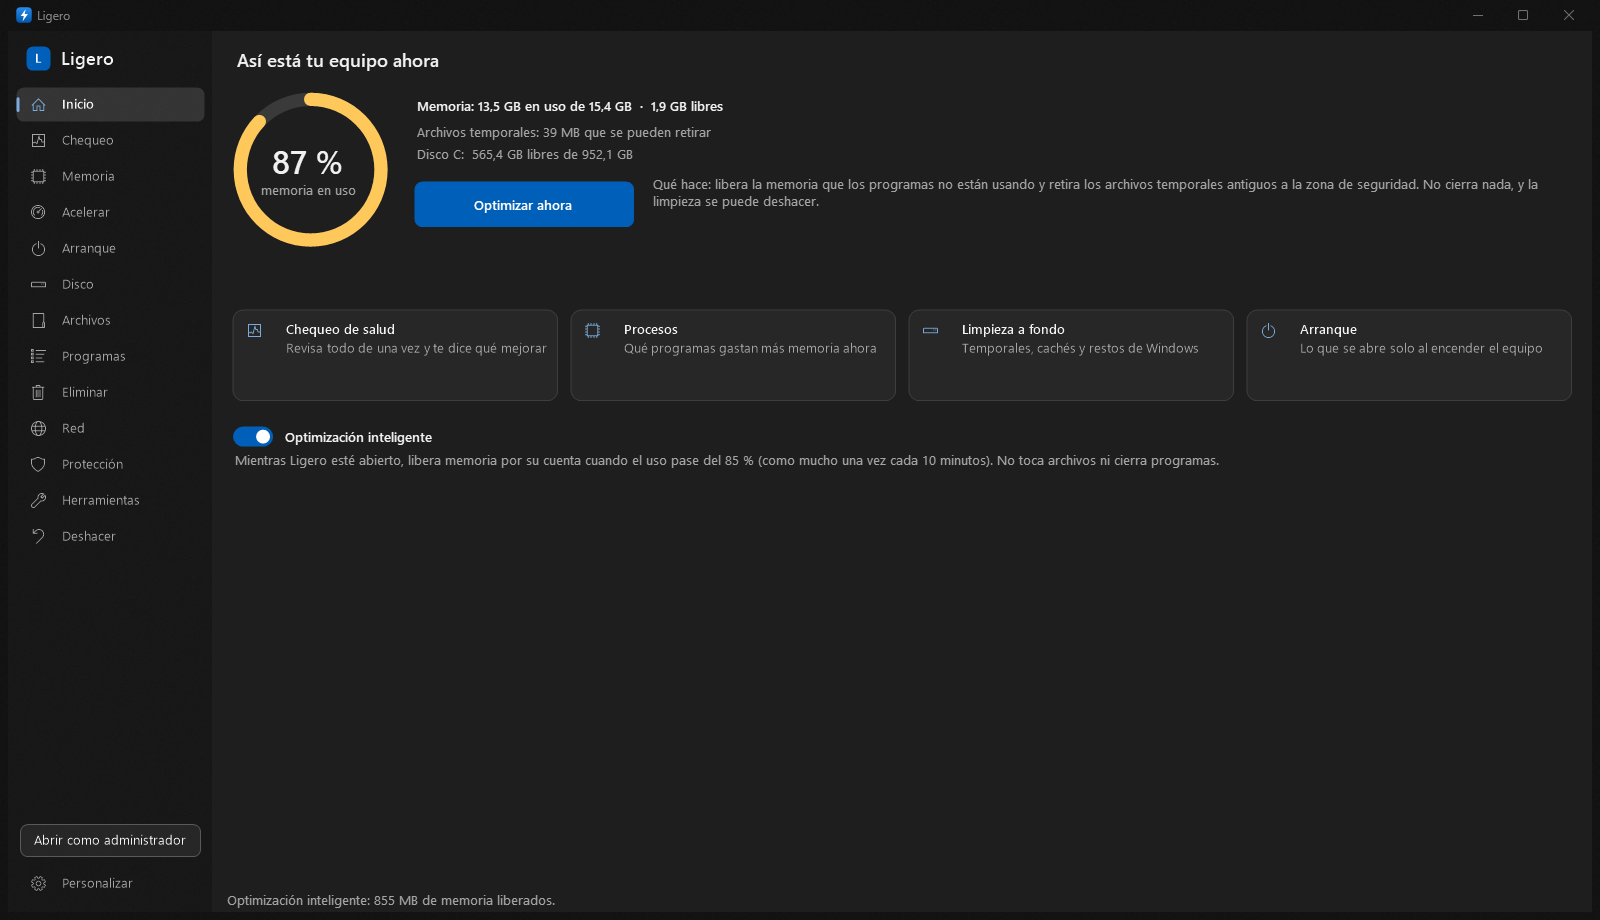 Ligero
L
Ligero
Inicio
Chequeo
Memoria
Acelerar
Arranque
Disco
Archivos
Programas
Eliminar
Red
Protección
Herramientas
Deshacer
Abrir como administrador
Personalizar
Así está tu equipo ahora
87 %
memoria en uso
Memoria: 13,5 GB en uso de 15,4 GB · 1,9 GB libres
Archivos temporales: 39 MB que se pueden retirar
Disco C: 565,4 GB libres de 952,1 GB
Optimizar ahora
Qué hace: libera la memoria que los programas no están usando y retira los archivos temporales antiguos a la zona de seguridad. No cierra nada, y la
limpieza se puede deshacer.
Chequeo de salud
Revisa todo de una vez y te dice qué mejorar
Procesos
Qué programas gastan más memoria ahora
Limpieza a fondo
Temporales, cachés y restos de Windows
Arranque
Lo que se abre solo al encender el equipo
Optimización inteligente
Mientras Ligero esté abierto, libera memoria por su cuenta cuando el uso pase del 85 % (como mucho una vez cada 10 minutos). No toca archivos ni cierra programas.
Optimización inteligente: 855 MB de memoria liberados.